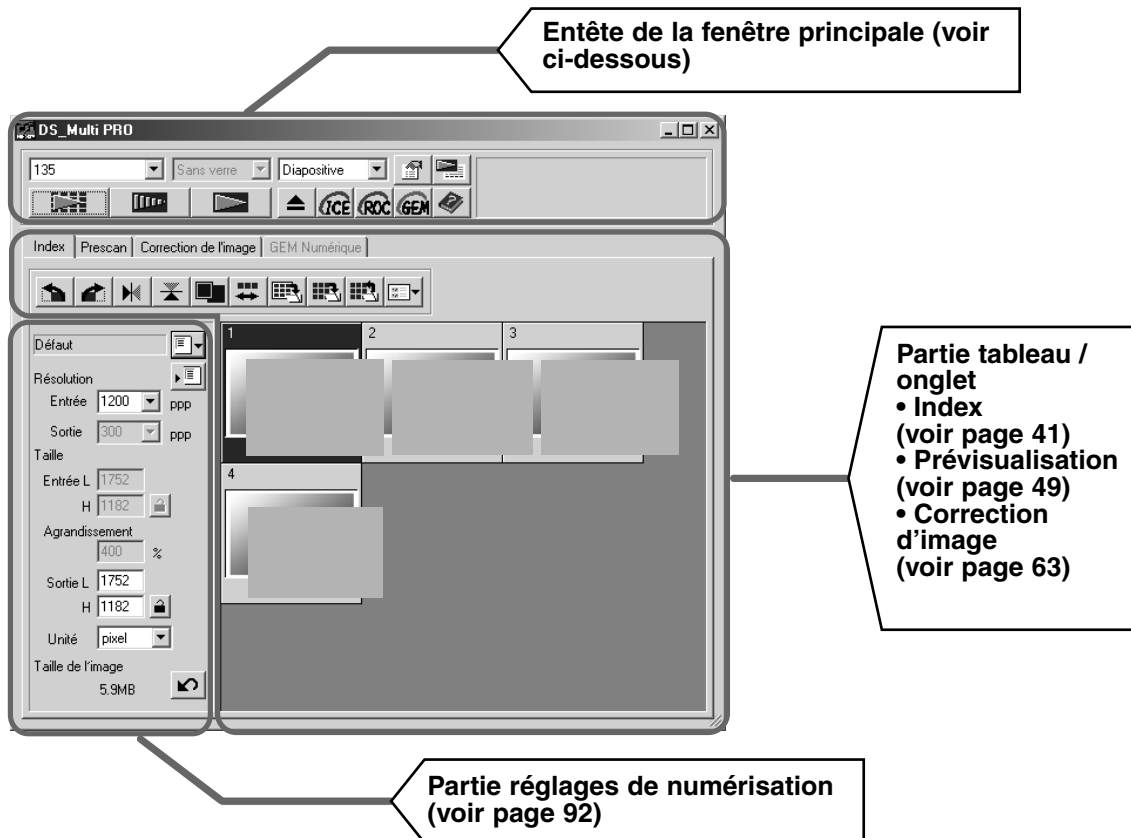 Entête de la fenêtre principale (voir
ci-dessous)
DS_Multi PRO
135
Sans verre
Diapositive
ICE
ROC
GEM
Index
Prescan
Correction de l'image
GEM Numérique
Défaut
Résolution
Entrée 1200 ppp
Sortie 300 ppp
Taille
Entrée L 1752
H 1182
Agrandissement
400 %
Sortie L 1752
H 1182
Unité pixel
Taille de l'image
5.9MB
1
2
3
4
Partie tableau /
onglet
• Index
(voir page 41)
• Prévisualisation
(voir page 49)
• Correction
d'image
(voir page 63)
Partie réglages de numérisation
(voir page 92)